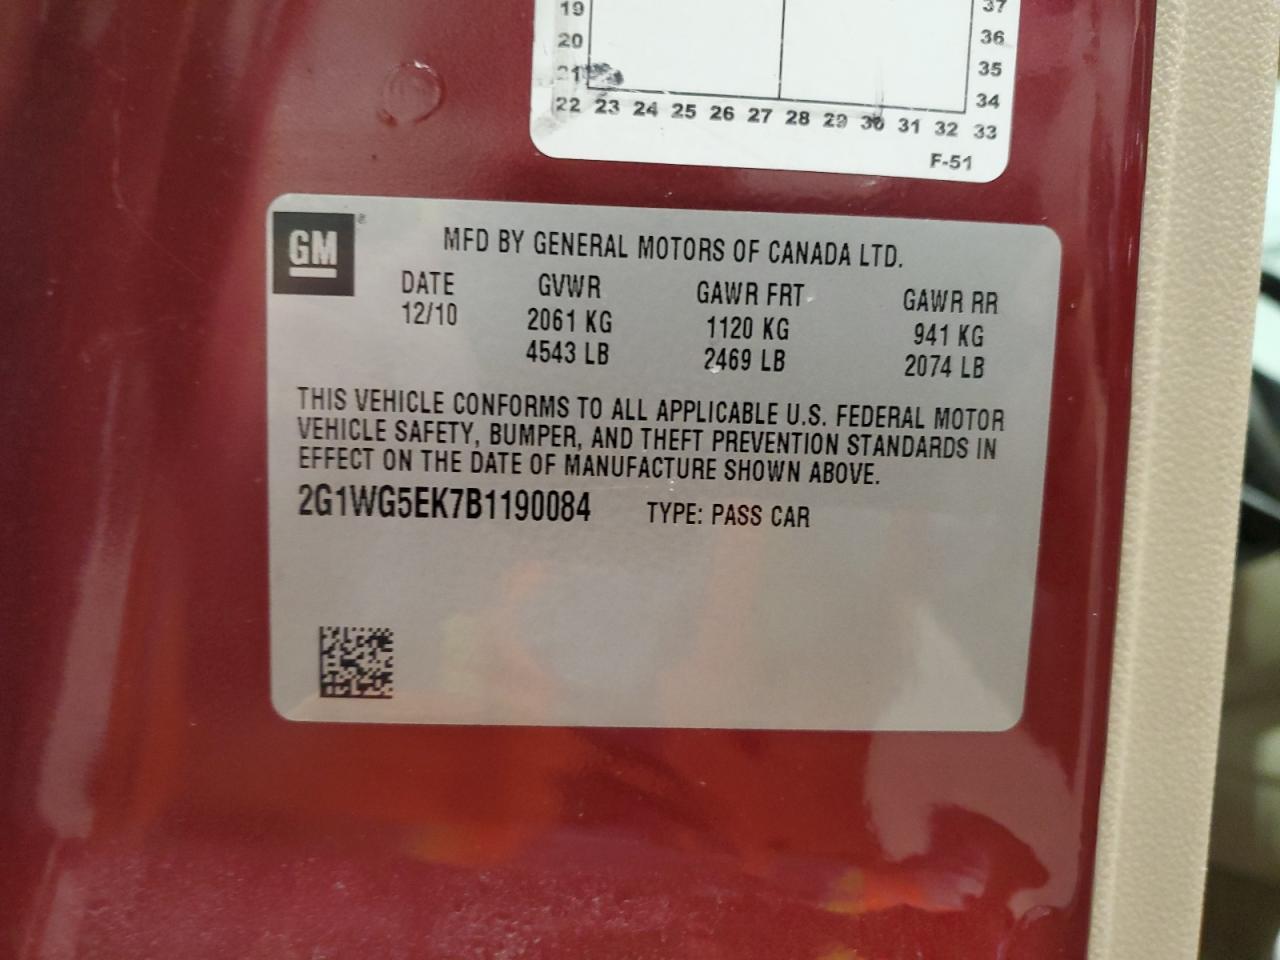 19 37
20 36
21 35
34
22 23 24 25 26 27 28 29 30 31 32 33
F-51
GM ®
MFD BY GENERAL MOTORS OF CANADA LTD.
DATE GVWR GAWR FRT GAWR RR
12/10 2061 KG 1120 KG 941 KG
4543 LB 2469 LB 2074 LB
THIS VEHICLE CONFORMS TO ALL APPLICABLE U.S. FEDERAL MOTOR
VEHICLE SAFETY, BUMPER, AND THEFT PREVENTION STANDARDS IN
EFFECT ON THE DATE OF MANUFACTURE SHOWN ABOVE.
2G1WG5EK7B1190084 TYPE: PASS CAR